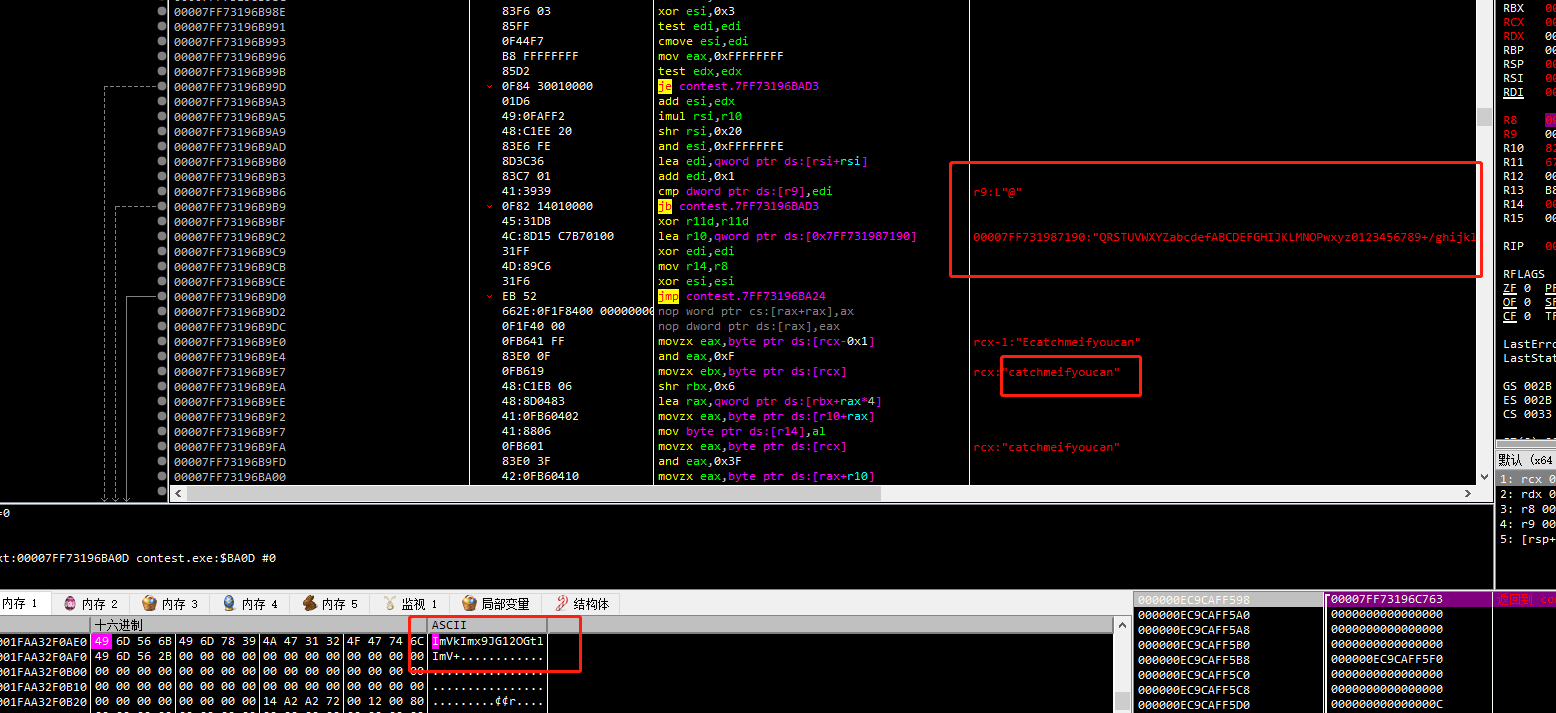 00007FF73196B98E 83F6 03 xor esi,0x3
00007FF73196B991 85FF test edi,edi
00007FF73196B993 0F44F7 cmove esi,edi
00007FF73196B996 B8 FFFFFFFF mov eax,0xFFFFFFFF
00007FF73196B99B 85D2 test edx,edx
00007FF73196B99D 0F84 30010000 je contest.7FF73196BAD3
00007FF73196B9A3 01D6 add esi,edx
00007FF73196B9A5 49:0FAFF2 imul rsi,r10
00007FF73196B9A9 48:C1EE 20 shr rsi,0x20
00007FF73196B9AD 83E6 FE and esi,0xFFFFFFFE
00007FF73196B9B0 8D3C36 lea edi,qword ptr ds:[rsi+rsi]
00007FF73196B9B3 83C7 01 add edi,0x1
00007FF73196B9B6 41:3939 cmp dword ptr ds:[r9],edi r9:L"@"
00007FF73196B9B9 0F82 14010000 jb contest.7FF73196BAD3
00007FF73196B9BF 45:31DB xor r11d,r11d
00007FF73196B9C2 4C:8D15 C7B70100 lea r10,qword ptr ds:[0x7FF731987190] 00007FF731987190:"QRSTUVWXYZabcdefABCDEFGHIJKLMNOPwxyz0123456789+/ghijkl
00007FF73196B9C9 31FF xor edi,edi
00007FF73196B9CB 4D:89C6 mov r14,r8
00007FF73196B9CE 31F6 xor esi,esi
00007FF73196B9D0 EB 52 jmp contest.7FF73196BA24
00007FF73196B9D2 662E:0F1F8400 00000000 nop word ptr cs:[rax+rax],ax
00007FF73196B9DC 0F1F40 00 nop dword ptr ds:[rax],eax
00007FF73196B9E0 0FB641 FF movzx eax,byte ptr ds:[rcx-0x1] rcx-1:"Ecatchmeifyoucan"
00007FF73196B9E4 83E0 0F and eax,0xF
00007FF73196B9E7 0FB619 movzx ebx,byte ptr ds:[rcx] rcx:"catchmeifyoucan"
00007FF73196B9EA 48:C1EB 06 shr rbx,0x6
00007FF73196B9EE 48:8D0483 lea rax,qword ptr ds:[rbx+rax*4]
00007FF73196B9F2 41:0FB60402 movzx eax,byte ptr ds:[r10+rax]
00007FF73196B9F7 41:8806 mov byte ptr ds:[r14],al
00007FF73196B9FA 0FB601 movzx eax,byte ptr ds:[rcx] rcx:"catchmeifyoucan"
00007FF73196B9FD 83E0 3F and eax,0x3F
00007FF73196BA00 42:0FB60410 movzx eax,byte ptr ds:[rax+r10]
RBX 00
RCX 00
RDX 00
RBP 00
RSP 00
RSI 00
RDI 00
R8 00
R9 00
R10 82
R11 67
R12 00
R13 B8
R14 00
R15 00
RIP 00
RFLAGS
ZF 0 PF
OF 0 SF
CF 0 TF
LastErro
LastStat
GS 002B
ES 002B
CS 0033
默认 (x64
1: rcx 0
2: rdx 0
3: r8 00
4: r9 00
5: [rsp+
=0
xt:00007FF73196BA0D contest.exe:$BA0D #0
内存 1 内存 2 内存 3 内存 4 内存 5 监视 1 局部变量 结构体
十六进制 ASCII
001FAA32F0AE0 49 6D 56 6B 49 6D 78 39 4A 47 31 32 4F 47 74 6C ImVkImx9JG12OGtl
001FAA32F0AF0 49 6D 56 2B 00 00 00 00 00 00 00 00 00 00 00 00 ImV+............
001FAA32F0B00 00 00 00 00 00 00 00 00 00 00 00 00 00 00 00 00 ................
001FAA32F0B10 00 00 00 00 00 00 00 00 00 00 00 00 00 00 00 00 ................
001FAA32F0B20 00 00 00 00 00 00 00 00 14 A2 A2 72 00 12 00 80 .........¢¢r....
000000EC9CAFF598 00007FF73196C763
000000EC9CAFF5A0 0000000000000000
000000EC9CAFF5A8 0000000000000000
000000EC9CAFF5B0 0000000000000000
000000EC9CAFF5B8 000000EC9CAFF5F0
000000EC9CAFF5C0 0000000000000000
000000EC9CAFF5C8 0000000000000000
000000EC9CAFF5D0 000000000000000C